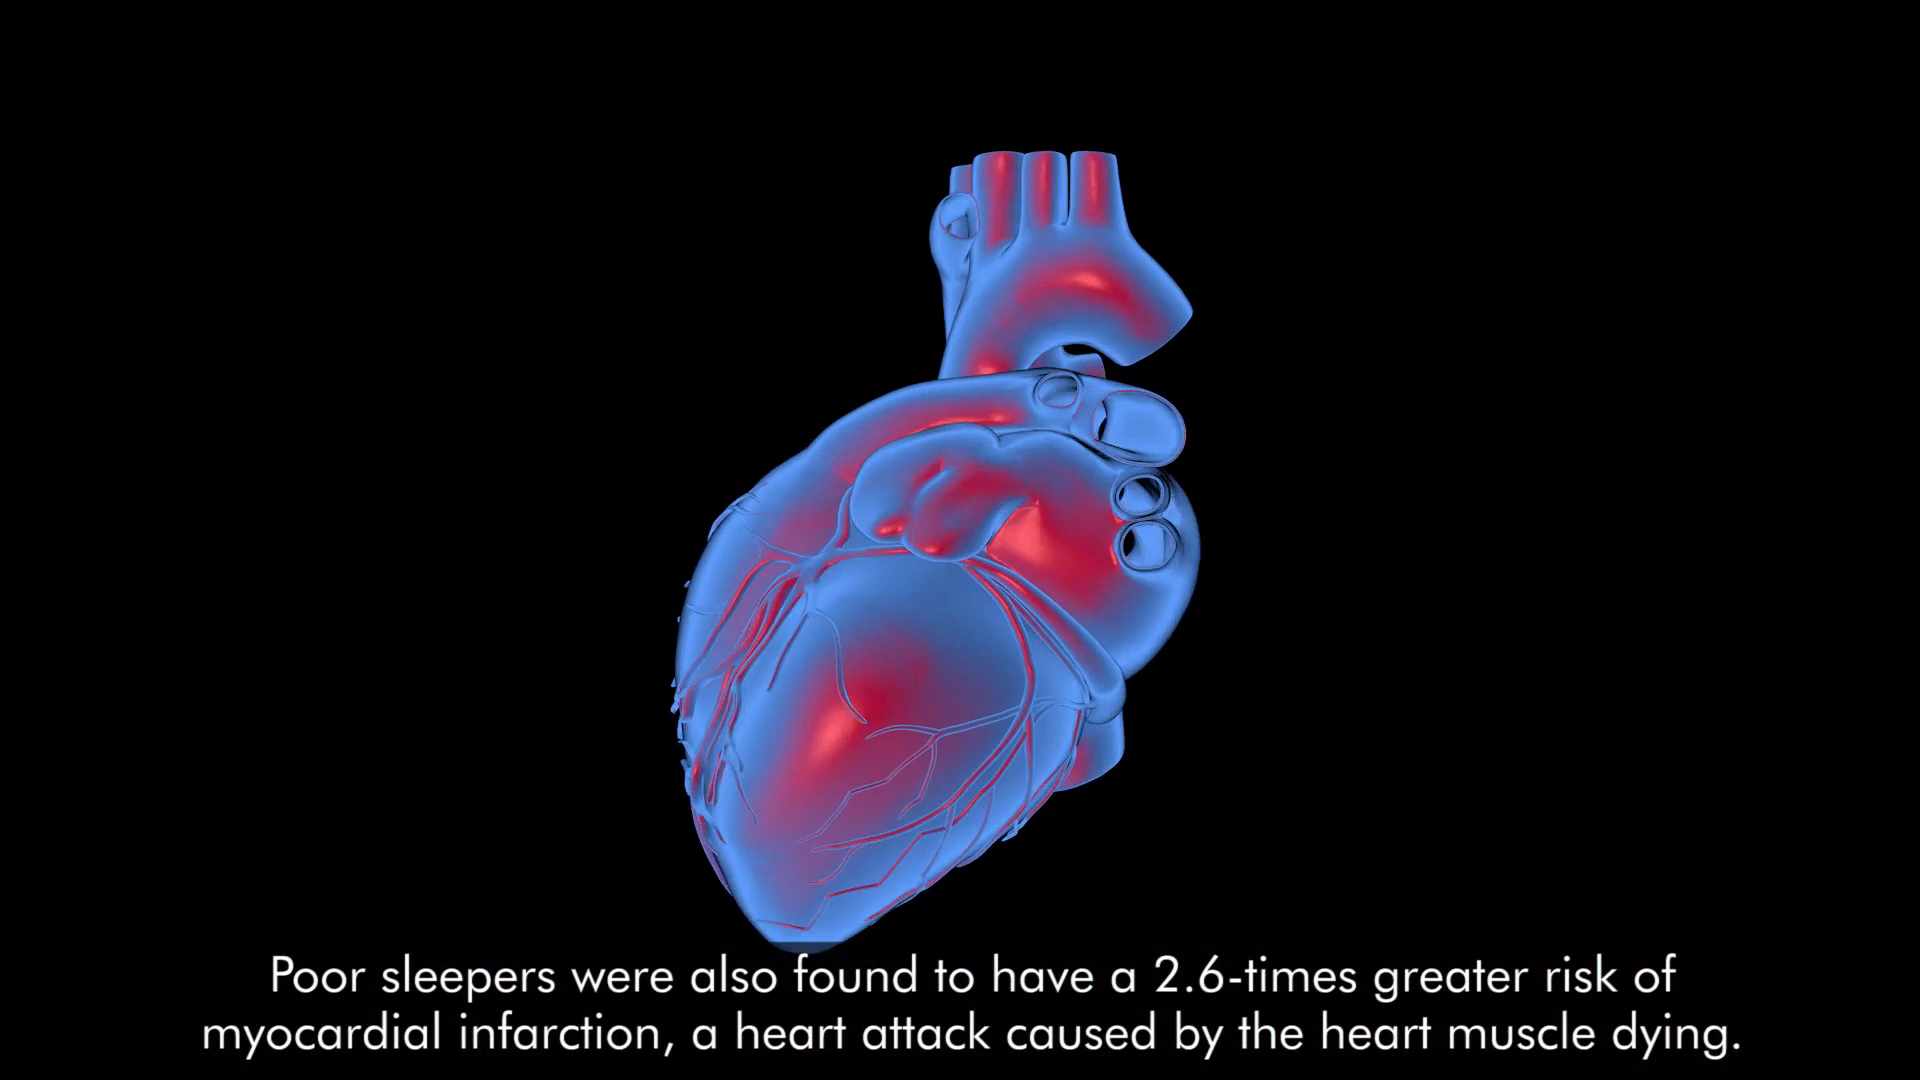 Poor sleepers were also found to have a 2.6-times greater risk of
myocardial infarction, a heart attack caused by the heart muscle dying.